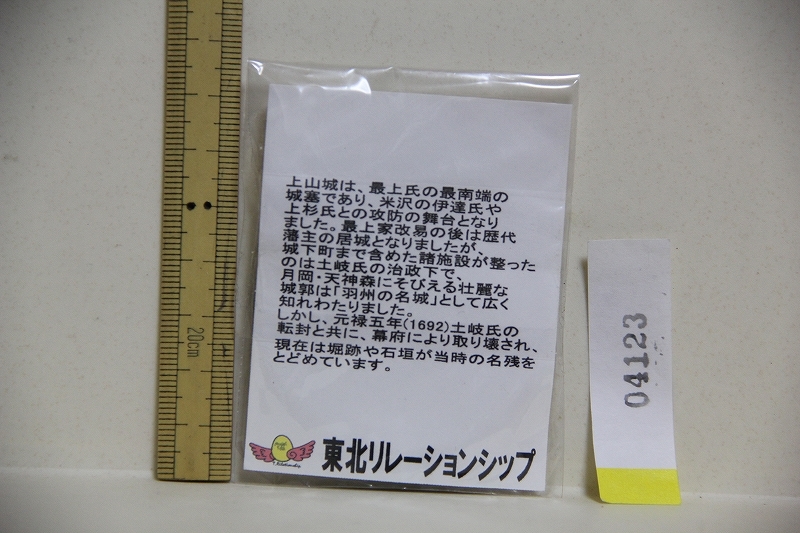 上山城は、最上氏の最南端の
城塞であり、米沢の伊達氏や
上杉氏との攻防の舞台となり
ました。最上家改易の後は歴代
藩主の居城となりましたが、
城下町まで含めた諸施設が整った
のは土岐氏の治政下で、
月岡・天神森にそびえる壮麗な
城郭は「羽州の名城」として広く
知れわたりました。
しかし、元禄五年(1692)土岐氏の
転封と共に、幕府により取り壊され、
現在は堀跡や石垣が当時の名残を
とどめています。
東北リレーションシップ
20cm
04123